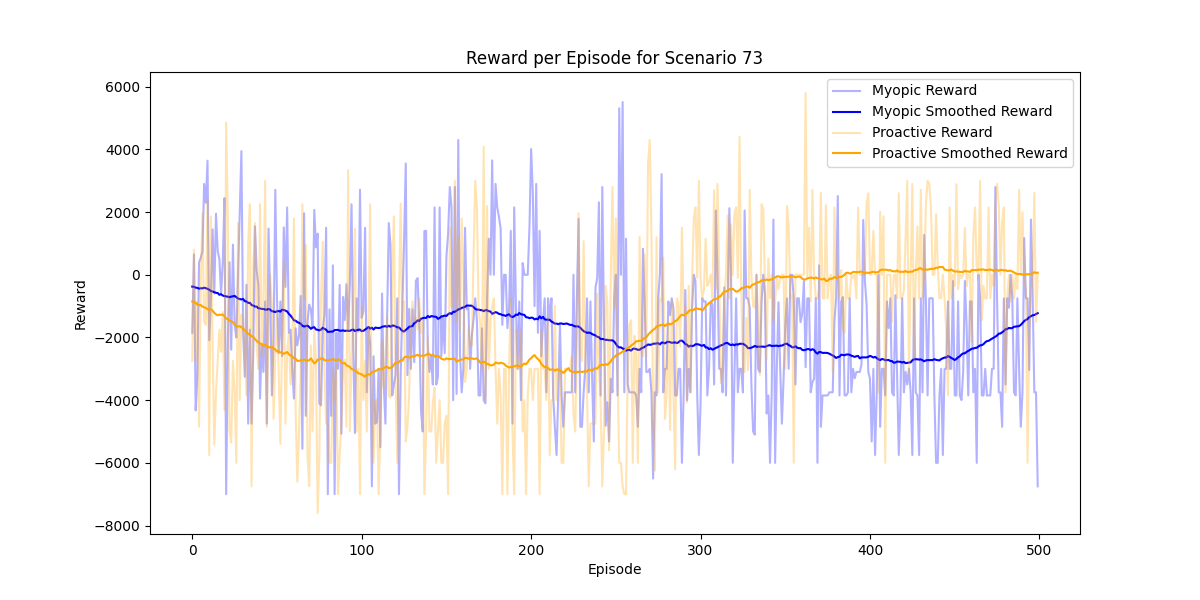 Reward per Episode for Scenario 73
Myopic Reward
Myopic Smoothed Reward
Proactive Reward
Proactive Smoothed Reward
Reward
6000
4000
2000
0
−2000
−4000
−6000
−8000
0 100 200 300 400 500
Episode